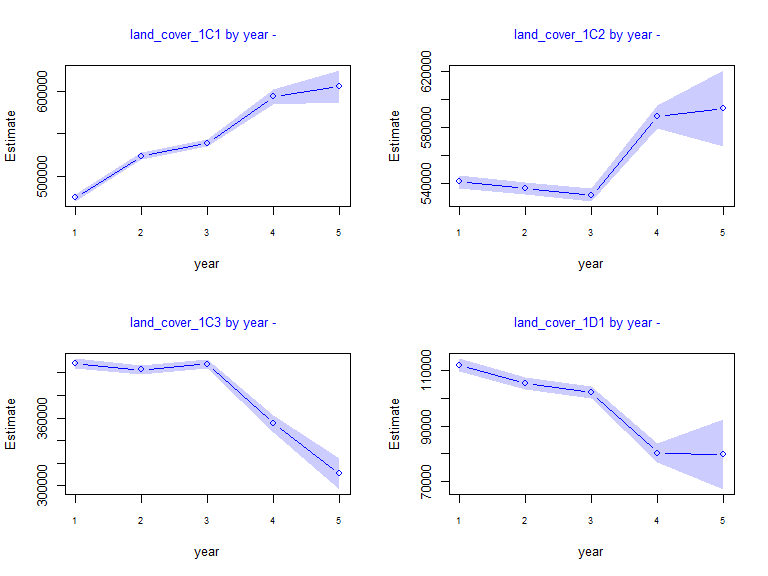 land_cover_1C1 by year -
Estimate
500000
600000
1 2 3 4 5
year
land_cover_1C2 by year -
Estimate
540000
580000
620000
1 2 3 4 5
year
land_cover_1C3 by year -
Estimate
300000
360000
1 2 3 4 5
year
land_cover_1D1 by year -
Estimate
70000
90000
110000
1 2 3 4 5
year